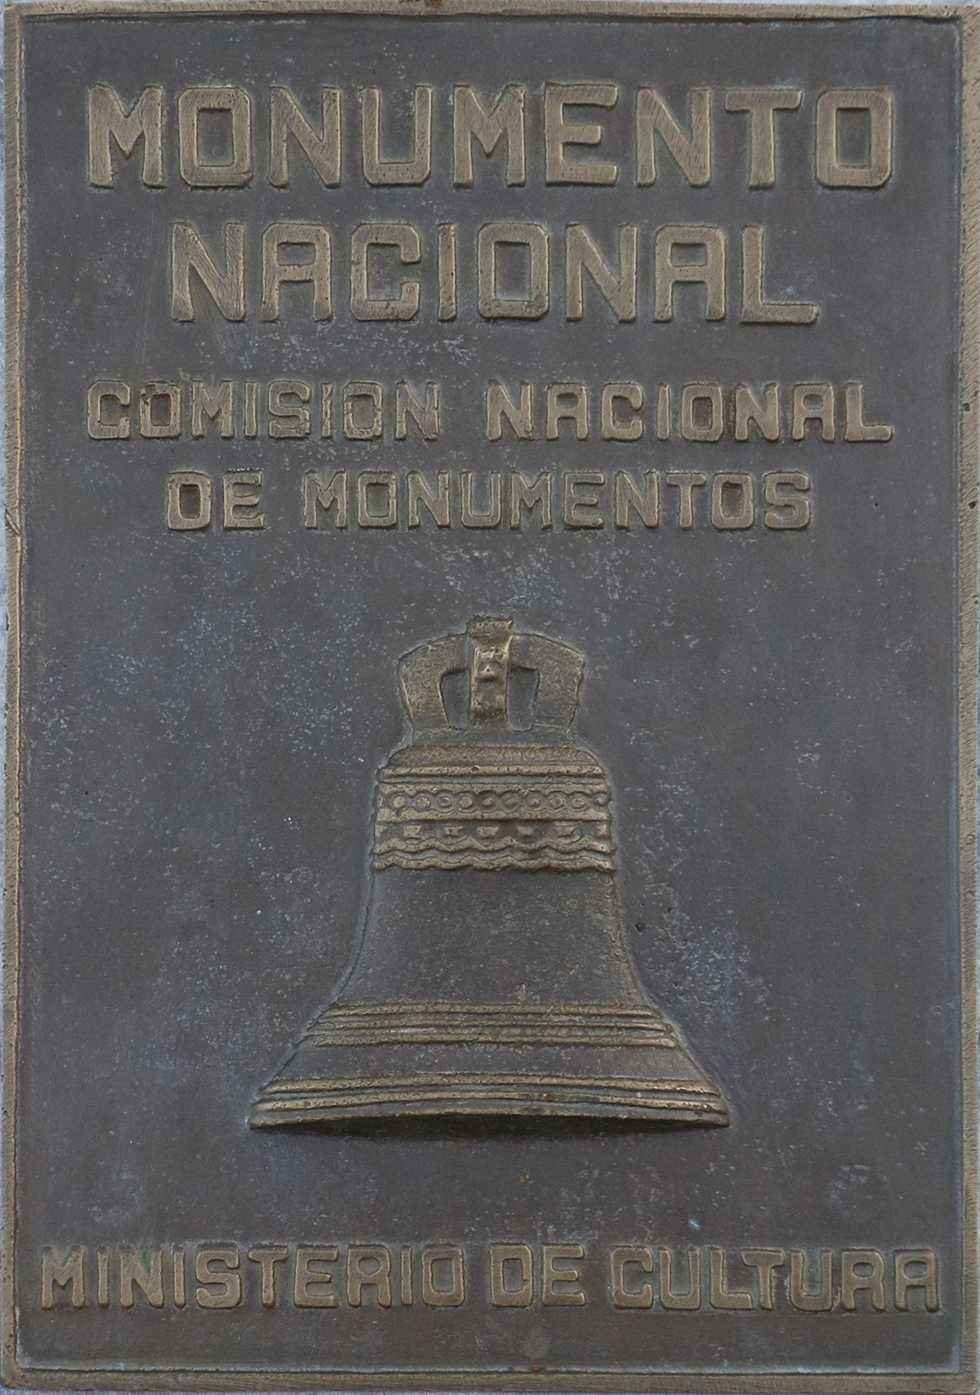 MONUMENTO
NACIONAL
COMISION NACIONAL
DE MONUMENTOS
MINISTERIO DE CULTURA